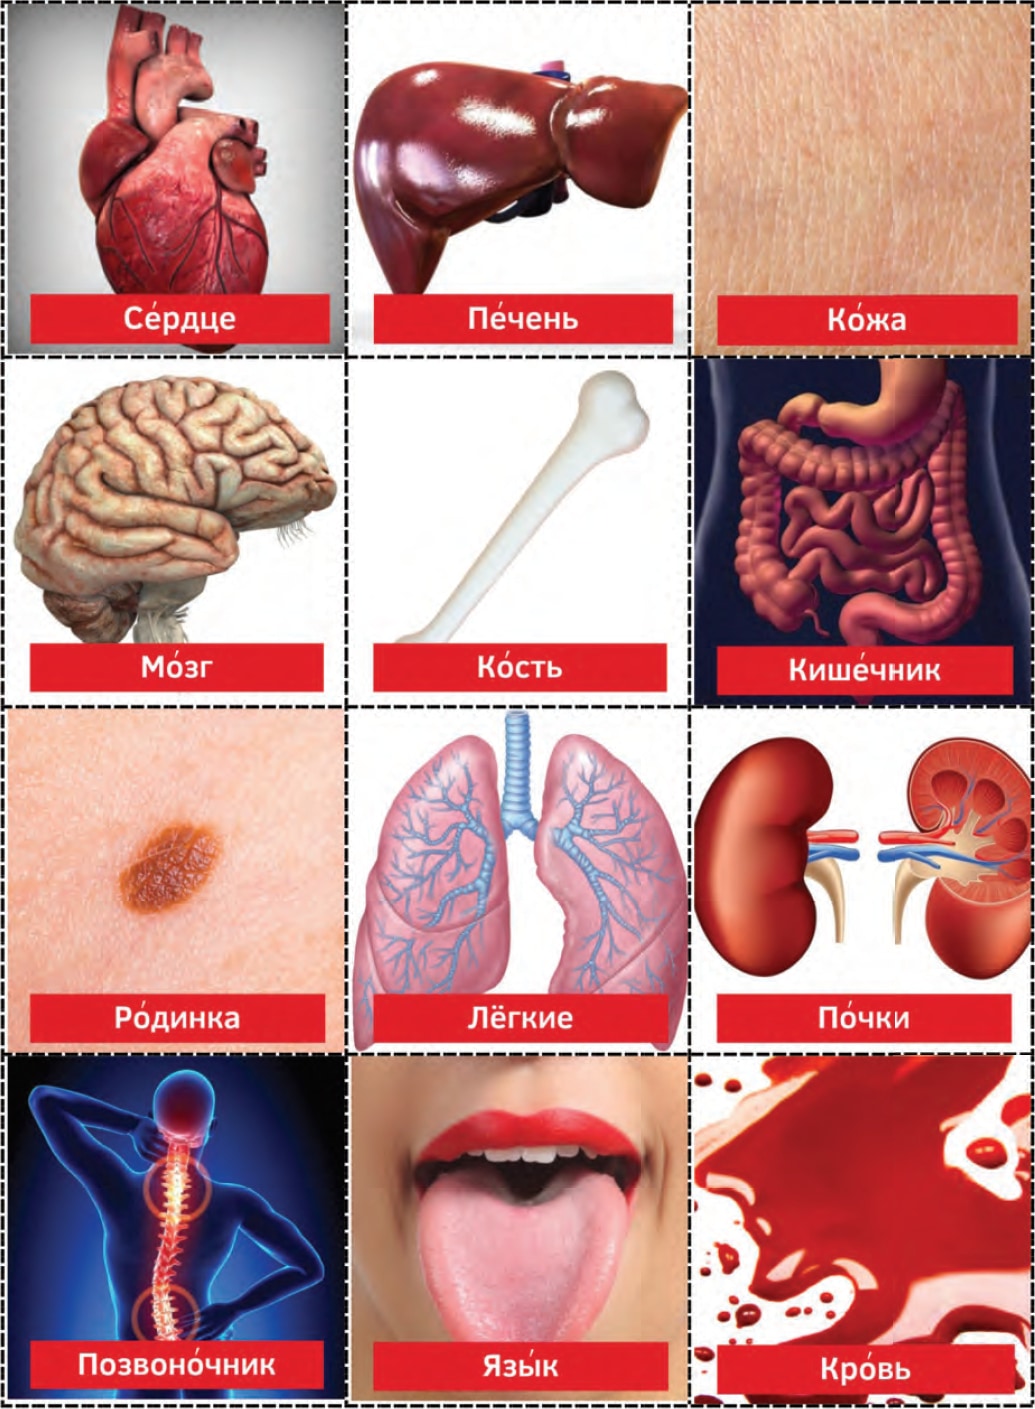 Се́рдце
Пе́чень
Ко́жа
Мо́зг
Ко́сть
Кише́чник
Ро́динка
Лёгкие
По́чки
Позвоно́чник
Язы́к
Кро́вь